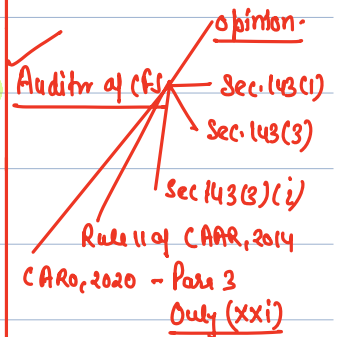 opinion.
Auditor of CFS
Sec. 143(1)
Sec. 143(3)
Sec 143(3)(i)
Rule 11 of CAAR, 2014
CARO, 2020 - Para 3
Only (xxi)